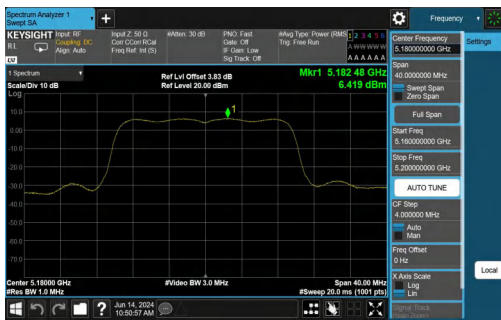 Spectrum Analyzer 1
Swept SA
Frequency
KEYSIGHT
RL
Input: RF
Coupling: DC
Align: Auto
Input Z: 50 Ω
Corr CCorr RCal
Freq Ref: Int (S)
#Atten: 30 dB
PNO: Fast
Gate: Off
IF Gain: Low
Sig Track: Off
#Avg Type: Power (RMS)
Trig: Free Run
1 2 3 4 5 6
A W W W W W
A A A A A A
1 Spectrum
Scale/Div 10 dB
Log
Ref Lvl Offset 3.83 dB
Ref Level 20.00 dBm
Mkr1 5.182 48 GHz
6.419 dBm
1
10.0
0.00
-10.0
-20.0
-30.0
-40.0
-50.0
-60.0
-70.0
Center 5.18000 GHz
#Res BW 1.0 MHz
#Video BW 3.0 MHz
Span 40.00 MHz
#Sweep 20.0 ms (1001 pts)
Jun 14, 2024
10:50:57 AM
Center Frequency
5.180000000 GHz
Settings
Span
40.0000000 MHz
Swept Span
Zero Span
Full Span
Start Freq
5.160000000 GHz
Stop Freq
5.200000000 GHz
AUTO TUNE
CF Step
4.000000 MHz
Auto
Man
Freq Offset
0 Hz
X Axis Scale
Log
Lin
Local
Signal Track